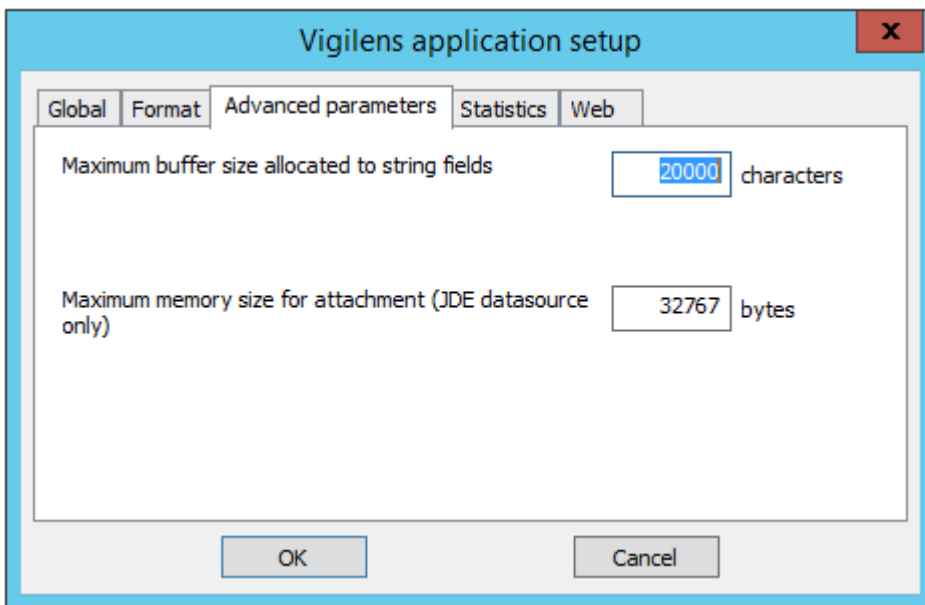 Vigilens application setup
x
Global Format Advanced parameters Statistics Web
Maximum buffer size allocated to string fields 20000 characters
Maximum memory size for attachment (JDE datasource 32767 bytes
only)
OK Cancel